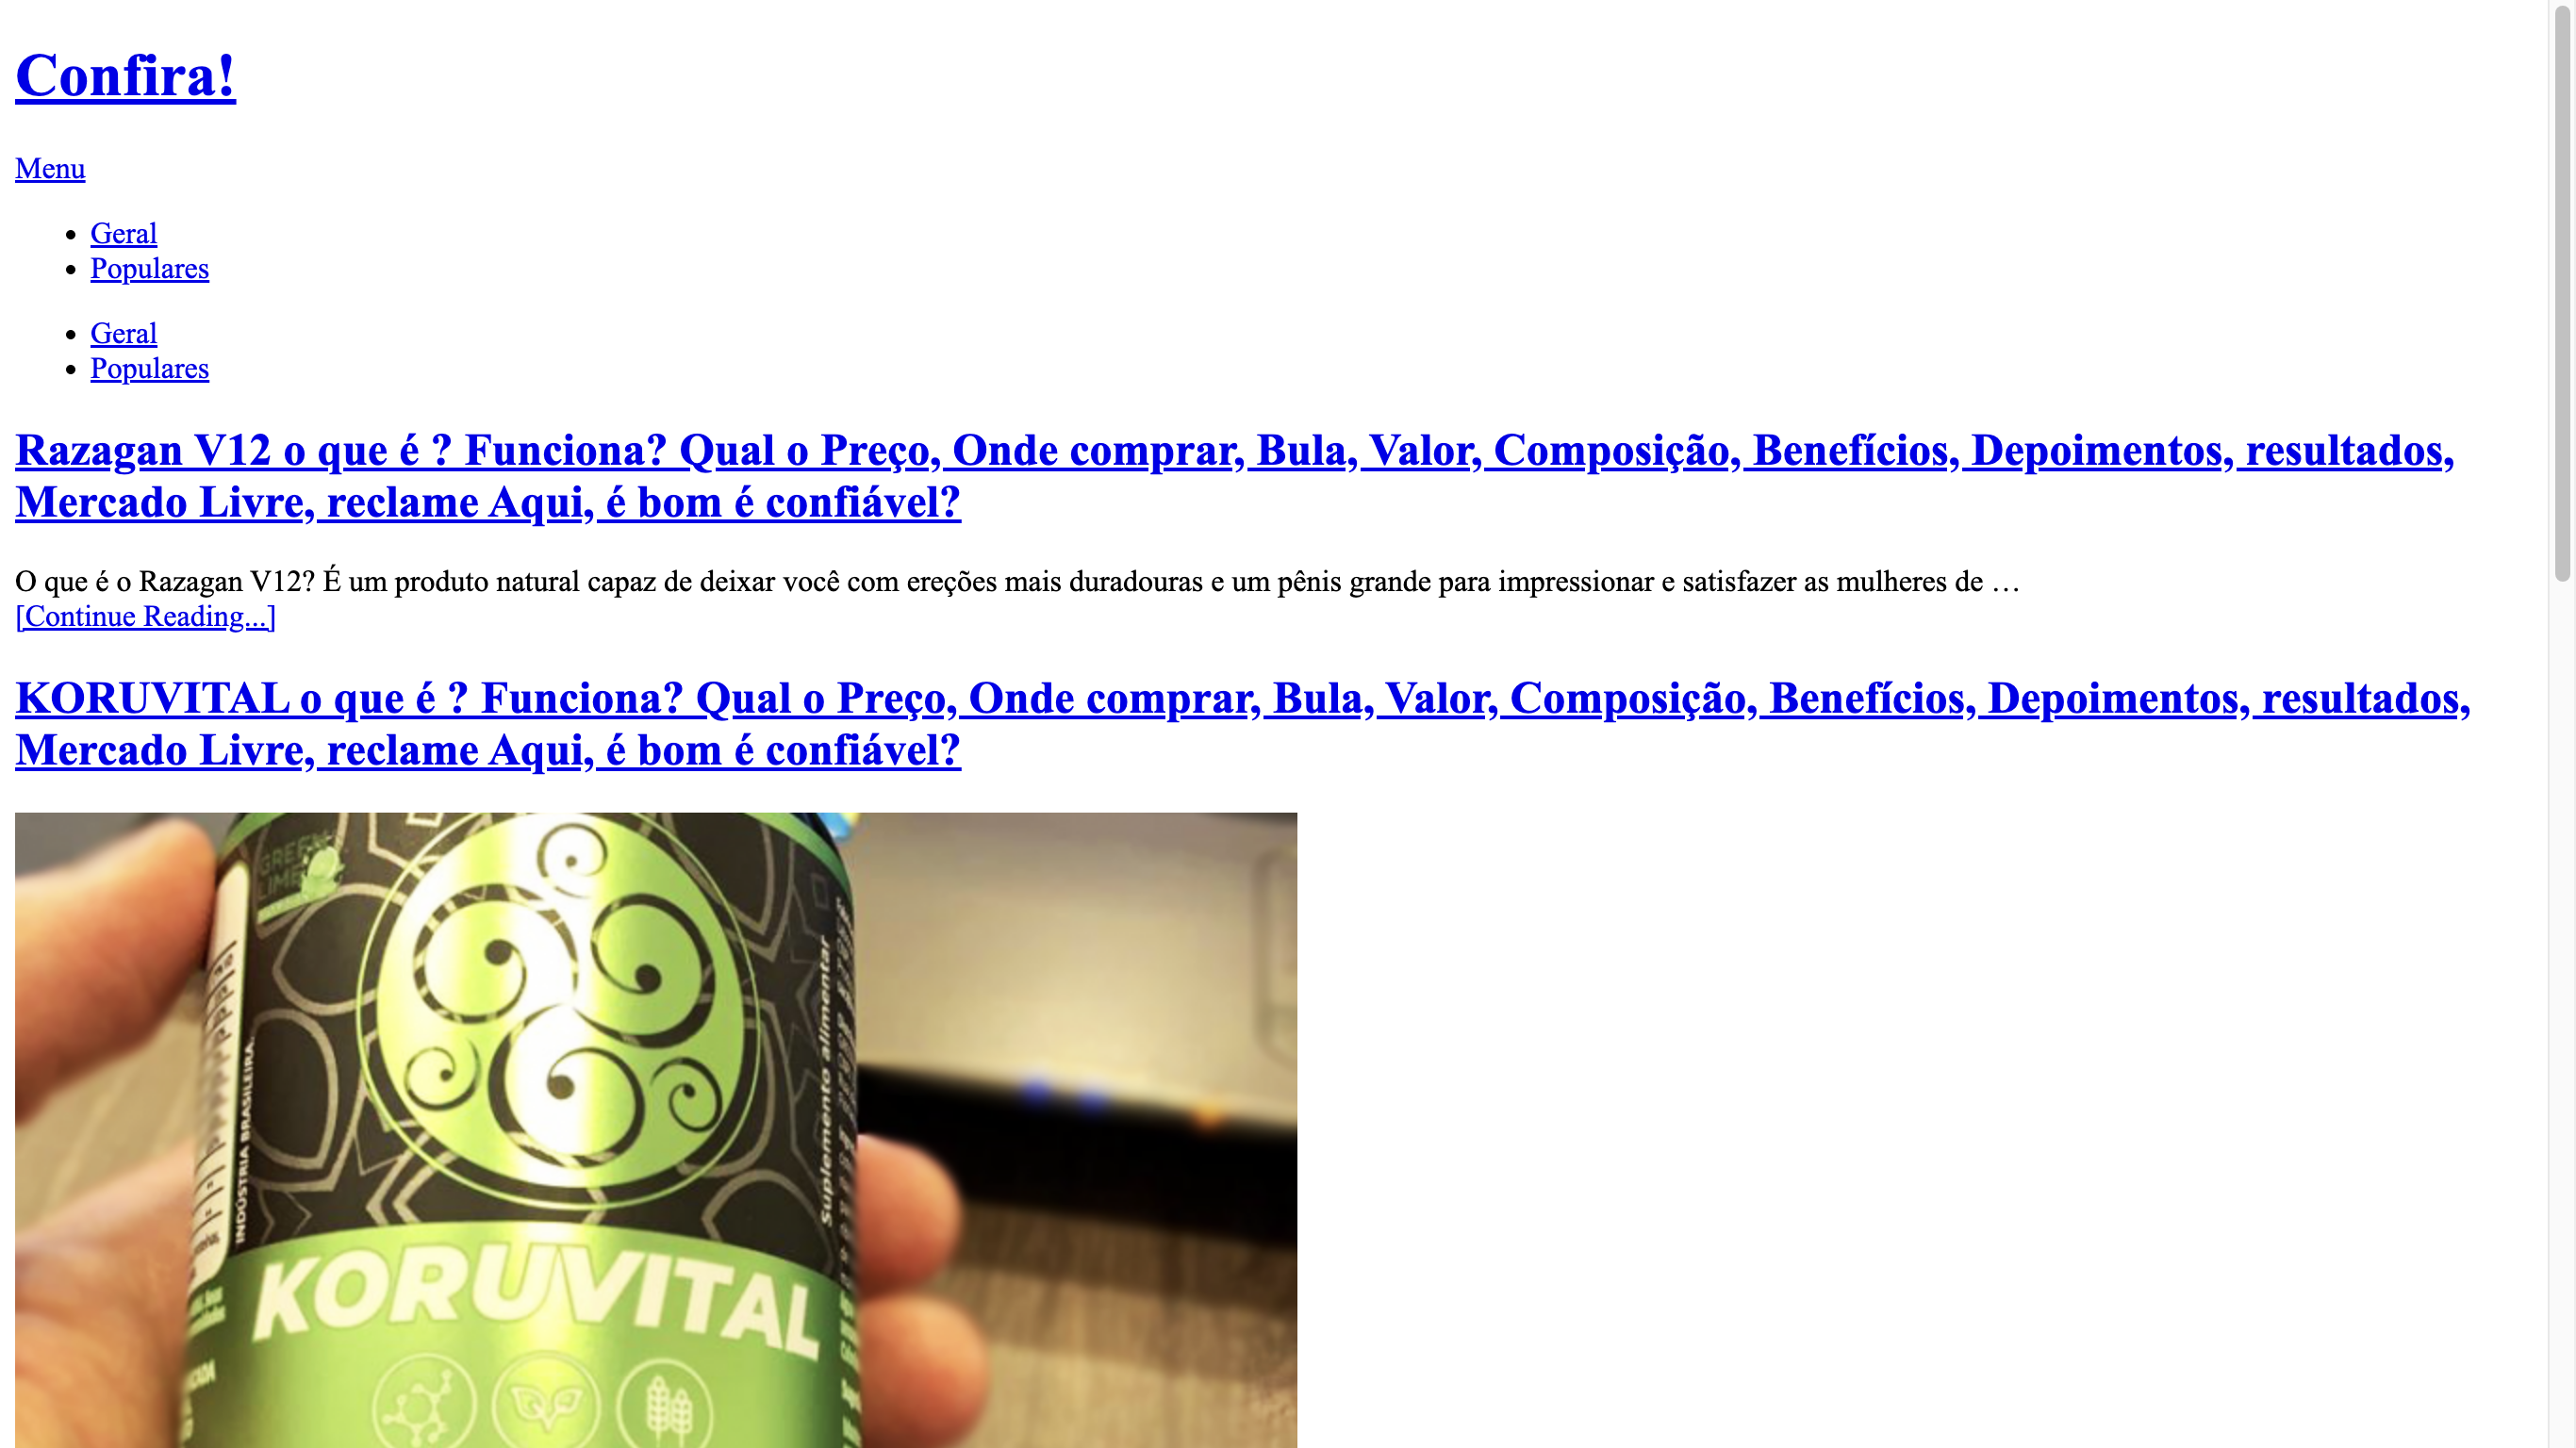 Confira!
Menu
Geral
Populares
Geral
Populares
Razagan V12 o que é ? Funciona? Qual o Preço, Onde comprar, Bula, Valor, Composição, Benefícios, Depoimentos, resultados,
Mercado Livre, reclame Aqui, é bom é confiável?
O que é o Razagan V12? É um produto natural capaz de deixar você com ereções mais duradouras e um pênis grande para impressionar e satisfazer as mulheres de …
[Continue Reading...]
KORUVITAL o que é ? Funciona? Qual o Preço, Onde comprar, Bula, Valor, Composição, Benefícios, Depoimentos, resultados,
Mercado Livre, reclame Aqui, é bom é confiável?
GREEN
LIME
INDÚSTRIA BRASILEIRA.
Suplemento alimentar
KORUVITAL